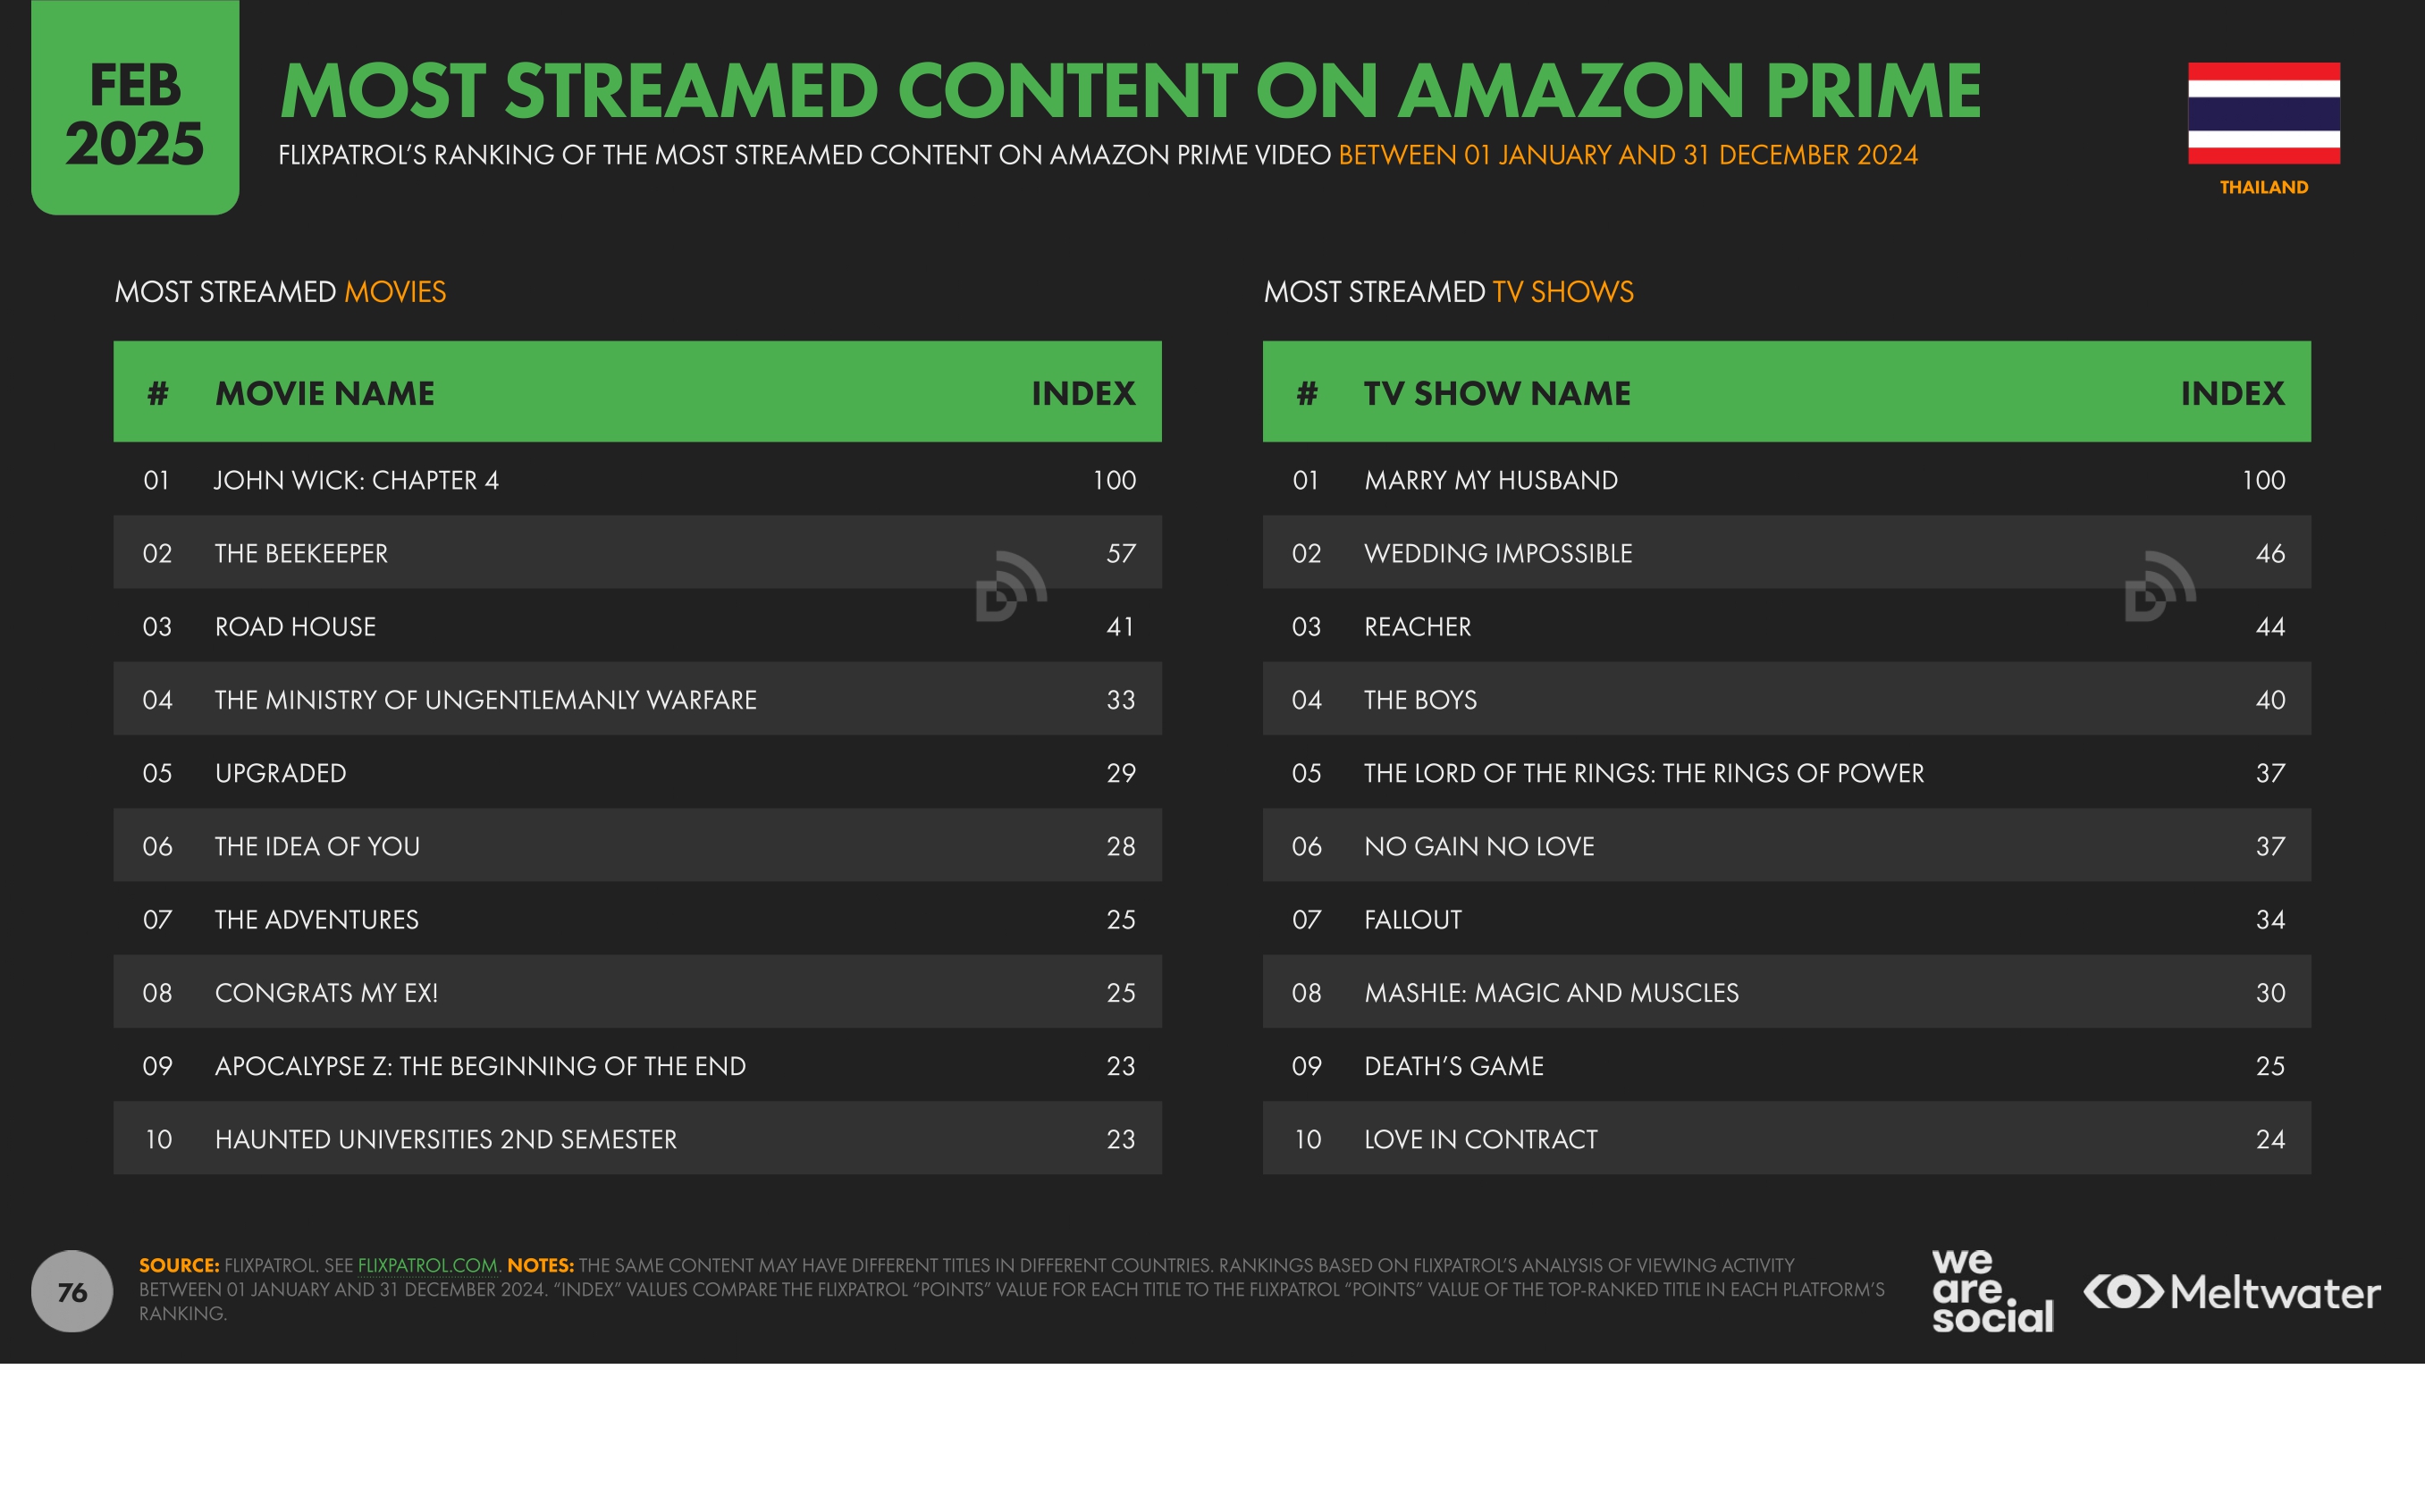 FEB
2025
MOST STREAMED CONTENT ON AMAZON PRIME
FLIXPATROL’S RANKING OF THE MOST STREAMED CONTENT ON AMAZON PRIME VIDEO BETWEEN 01 JANUARY AND 31 DECEMBER 2024
THAILAND
MOST STREAMED MOVIES
# MOVIE NAME INDEX
01 JOHN WICK: CHAPTER 4 100
02 THE BEEKEEPER 57
03 ROAD HOUSE 41
04 THE MINISTRY OF UNGENTLEMANLY WARFARE 33
05 UPGRADED 29
06 THE IDEA OF YOU 28
07 THE ADVENTURES 25
08 CONGRATS MY EX! 25
09 APOCALYPSE Z: THE BEGINNING OF THE END 23
10 HAUNTED UNIVERSITIES 2ND SEMESTER 23
MOST STREAMED TV SHOWS
# TV SHOW NAME INDEX
01 MARRY MY HUSBAND 100
02 WEDDING IMPOSSIBLE 46
03 REACHER 44
04 THE BOYS 40
05 THE LORD OF THE RINGS: THE RINGS OF POWER 37
06 NO GAIN NO LOVE 37
07 FALLOUT 34
08 MASHLE: MAGIC AND MUSCLES 30
09 DEATH’S GAME 25
10 LOVE IN CONTRACT 24
76
SOURCE: FLIXPATROL. SEE FLIXPATROL.COM. NOTES: THE SAME CONTENT MAY HAVE DIFFERENT TITLES IN DIFFERENT COUNTRIES. RANKINGS BASED ON FLIXPATROL’S ANALYSIS OF VIEWING ACTIVITY
BETWEEN 01 JANUARY AND 31 DECEMBER 2024. “INDEX” VALUES COMPARE THE FLIXPATROL “POINTS” VALUE FOR EACH TITLE TO THE FLIXPATROL “POINTS” VALUE OF THE TOP-RANKED TITLE IN EACH PLATFORM’S
RANKING.
we
are
social
Meltwater